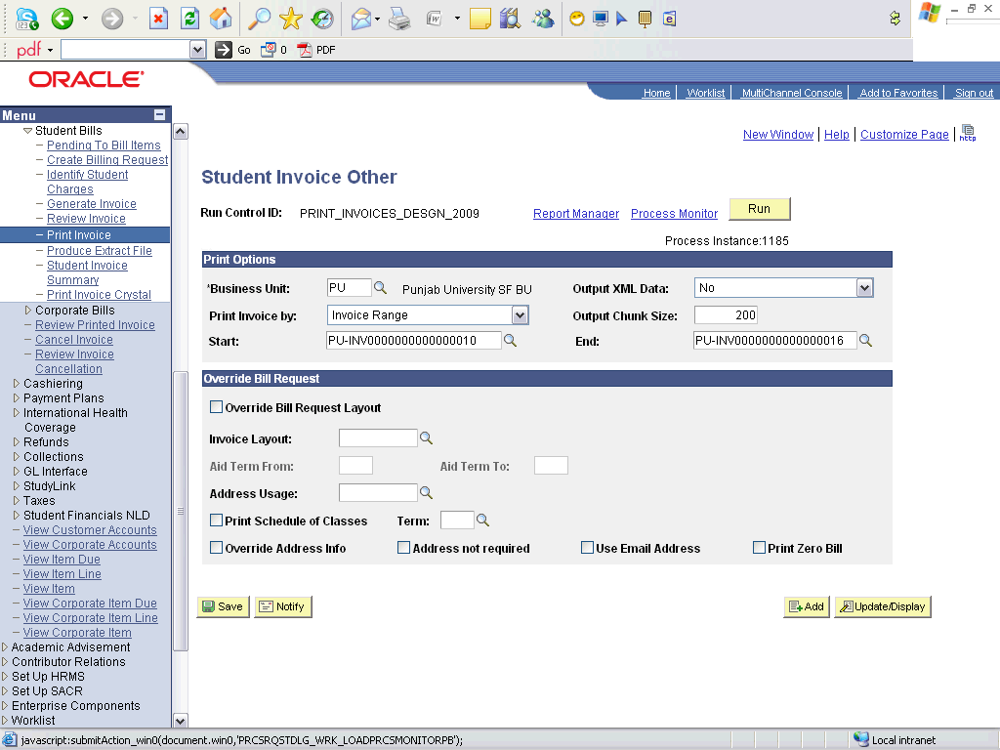 pdf
Go
0
PDF
ORACLE
Home
Worklist
MultiChannel Console
Add to Favorites
Sign out
Menu
Student Bills
Pending To Bill Items
Create Billing Request
Identify Student
Charges
Generate Invoice
Review Invoice
Print Invoice
Produce Extract File
Student Invoice
Summary
Print Invoice Crystal
Corporate Bills
Review Printed Invoice
Cancel Invoice
Review Invoice
Cancellation
Cashiering
Payment Plans
International Health
Coverage
Refunds
Collections
GL Interface
StudyLink
Taxes
Student Financials NLD
View Customer Accounts
View Corporate Accounts
View Item Due
View Item Line
View Item
View Corporate Item Due
View Corporate Item Line
View Corporate Item
Academic Advisement
Contributor Relations
Set Up HRMS
Set Up SACR
Enterprise Components
Worklist
New Window
Help
Customize Page
http
Student Invoice Other
Run Control ID: PRINT_INVOICES_DESGN_2009 Report Manager Process Monitor Run
Process Instance:1185
Print Options
*Business Unit: PU Punjab University SF BU Output XML Data: No
Print Invoice by: Invoice Range Output Chunk Size: 200
Start: PU-INV0000000000000010 End: PU-INV0000000000000016
Override Bill Request
Override Bill Request Layout
Invoice Layout:
Aid Term From: Aid Term To:
Address Usage:
Print Schedule of Classes Term:
Override Address Info Address not required Use Email Address Print Zero Bill
Save Notify Add Update/Display
javascript:submitAction_win0(document.win0,'PRCSRQSTDLG_WRK_LOADPRCSMONITORPB'); Local intranet